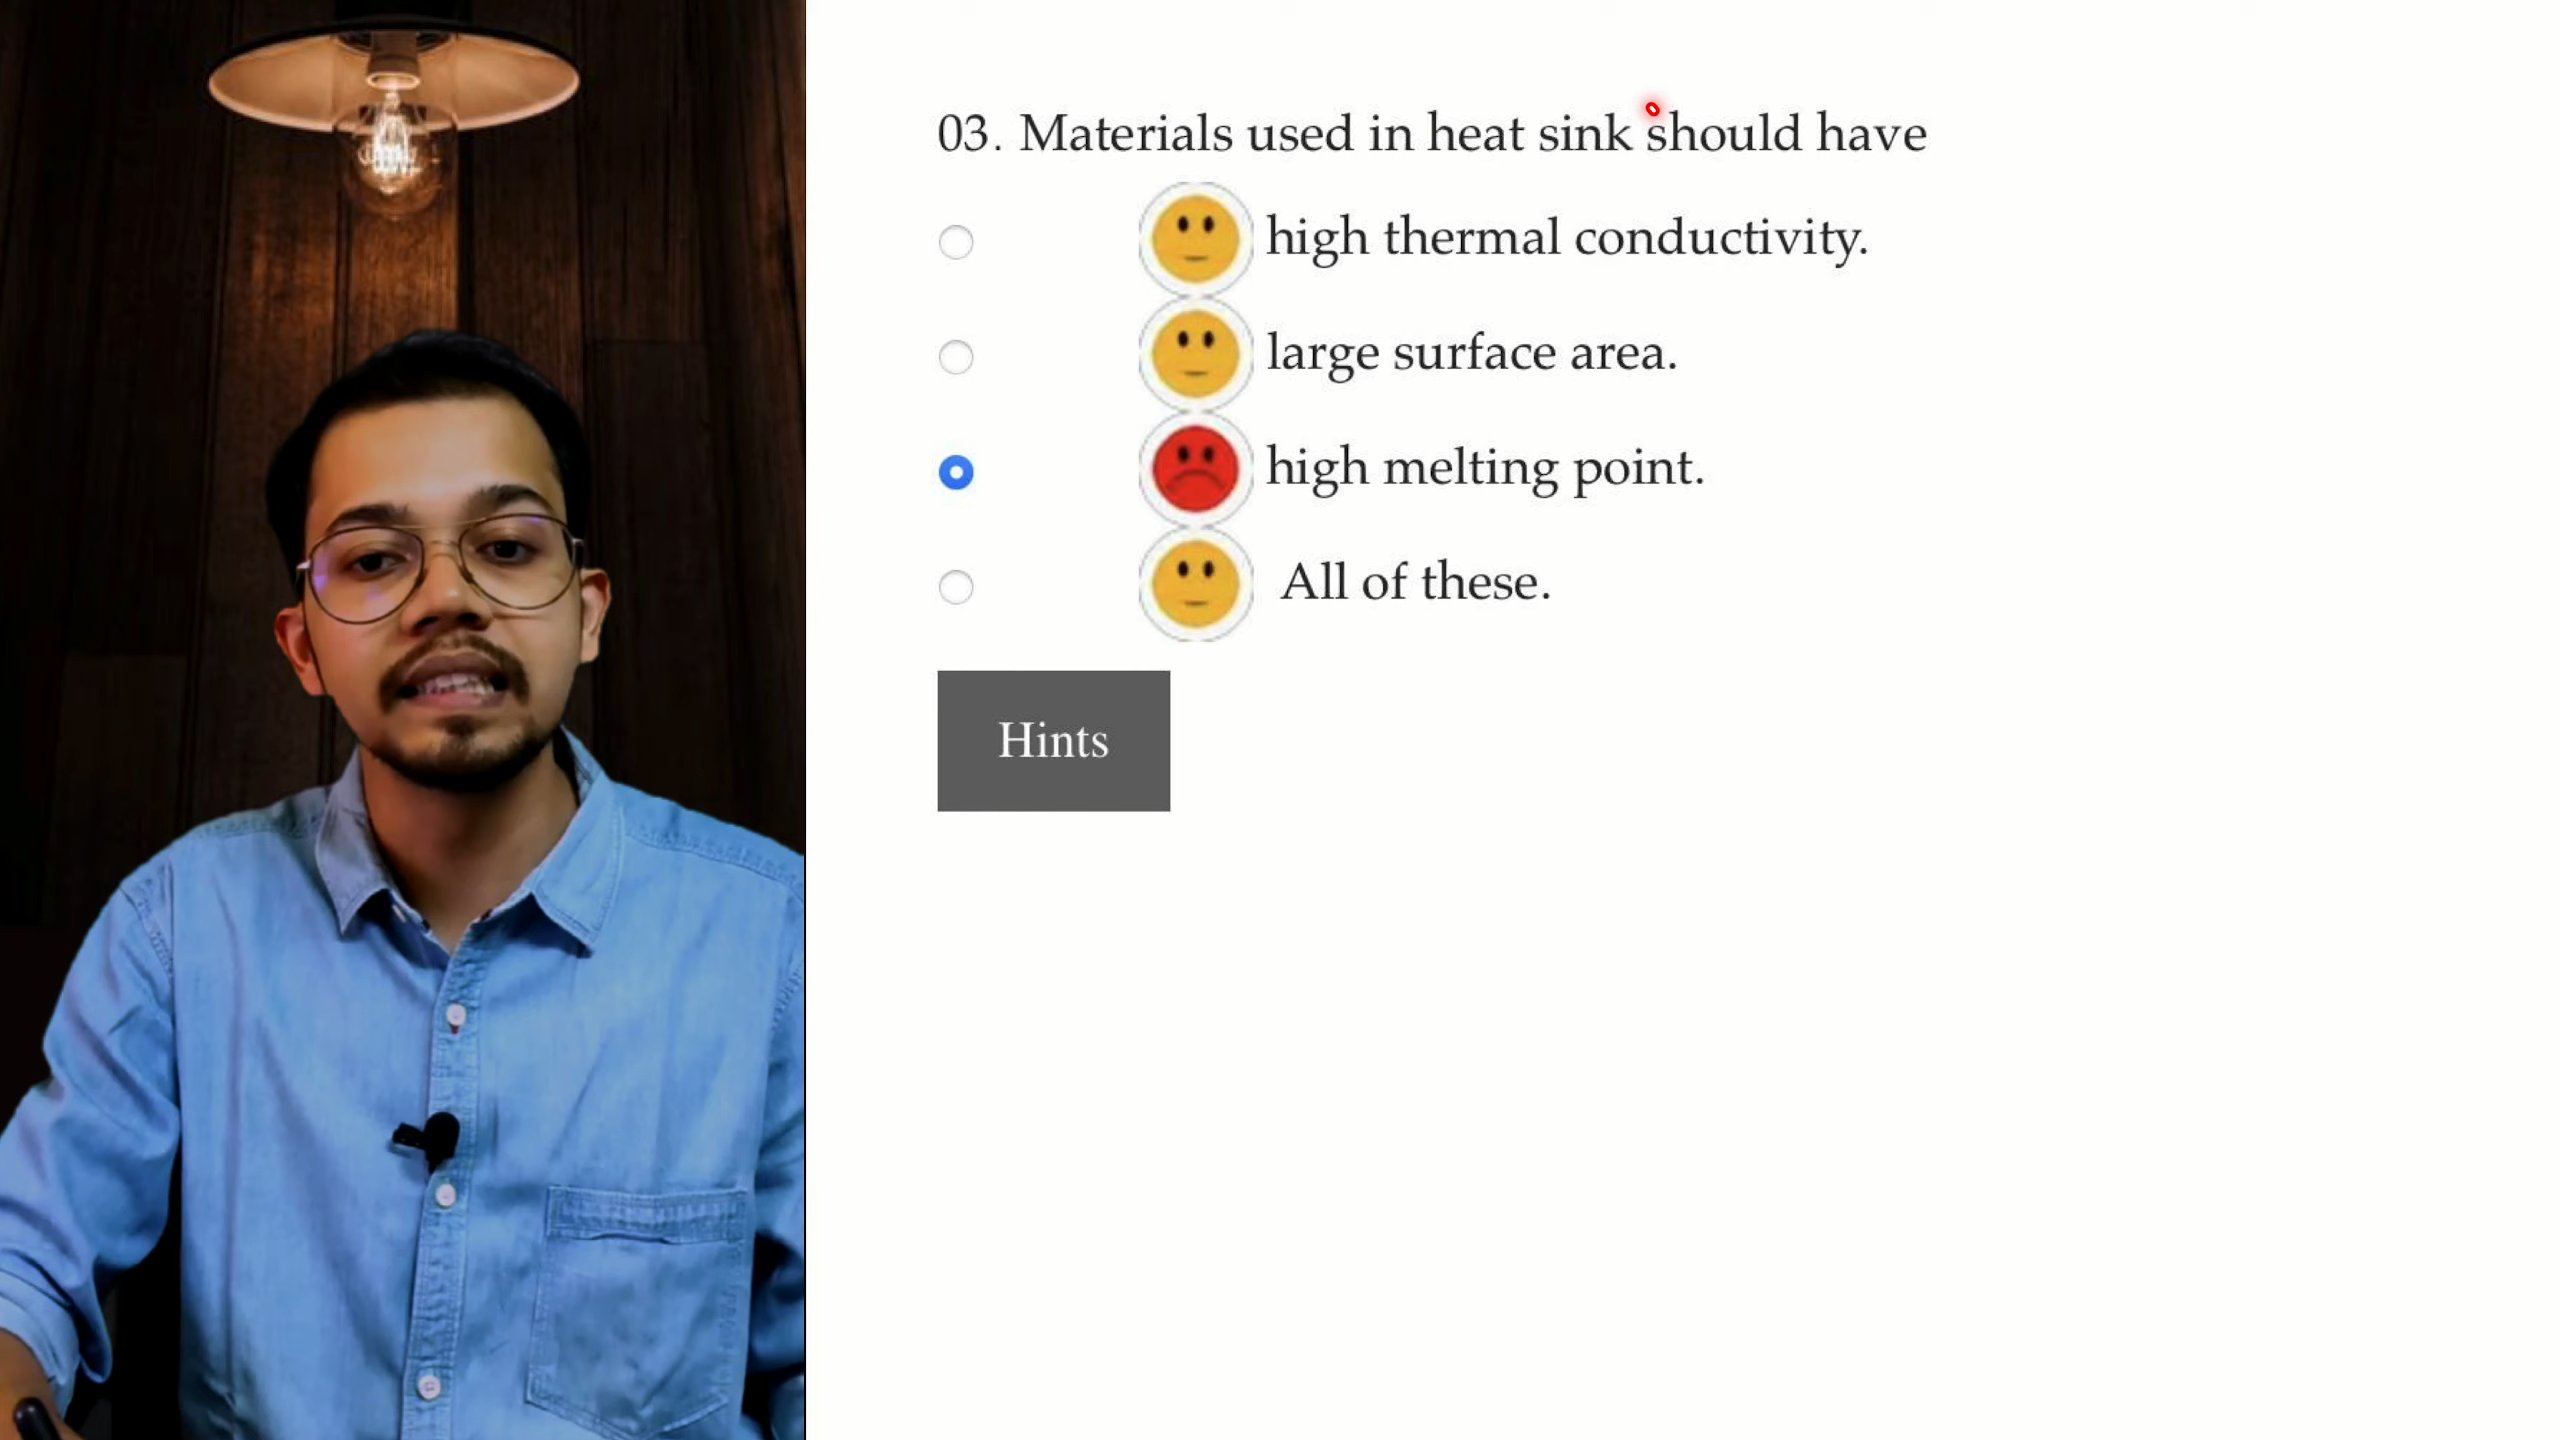 03. Materials used in heat sink should have
high thermal conductivity.
large surface area.
high melting point.
All of these.
Hints